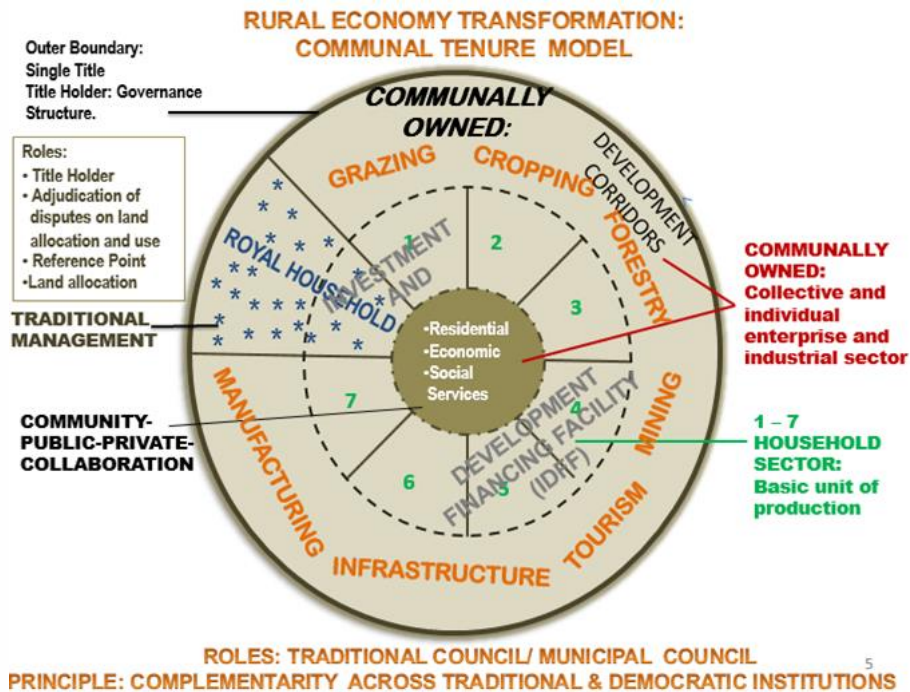 RURAL ECONOMY TRANSFORMATION:
COMMUNAL TENURE MODEL
Outer Boundary:
Single Title
Title Holder: Governance
Structure.
Roles:
• Title Holder
• Adjudication of
disputes on land
allocation and use
• Reference Point
•Land allocation
TRADITIONAL
MANAGEMENT
COMMUNITY-
PUBLIC-PRIVATE-
COLLABORATION
COMMUNALLY
OWNED:
GRAZING
CROPPING
FORESTRY
DEVELOPMENT
CORRIDORS
MINING
TOURISM
INFRASTRUCTURE
MANUFACTURING
ROYAL HOUSEHOLD
INVESTMENT
AND
DEVELOPMENT
FINANCING FACILITY
(IDFF)
1
2
3
4
5
6
7
•Residential
•Economic
•Social
Services
COMMUNALLY
OWNED:
Collective and
individual
enterprise and
industrial sector
1 – 7
HOUSEHOLD
SECTOR:
Basic unit of
production
ROLES: TRADITIONAL COUNCIL/ MUNICIPAL COUNCIL
5
PRINCIPLE: COMPLEMENTARITY ACROSS TRADITIONAL & DEMOCRATIC INSTITUTIONS